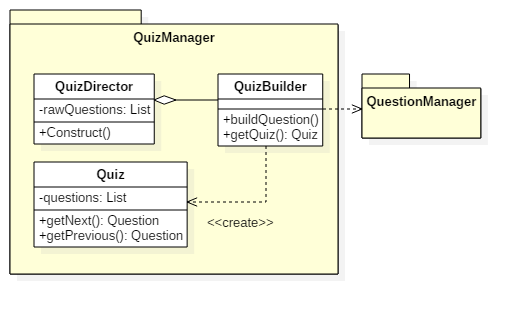 QuizManager
QuizDirector
-rawQuestions: List
+Construct()
QuizBuilder
+buildQuestion()
+getQuiz(): Quiz
QuestionManager
Quiz
-questions: List
+getNext(): Question
+getPrevious(): Question
<<create>>